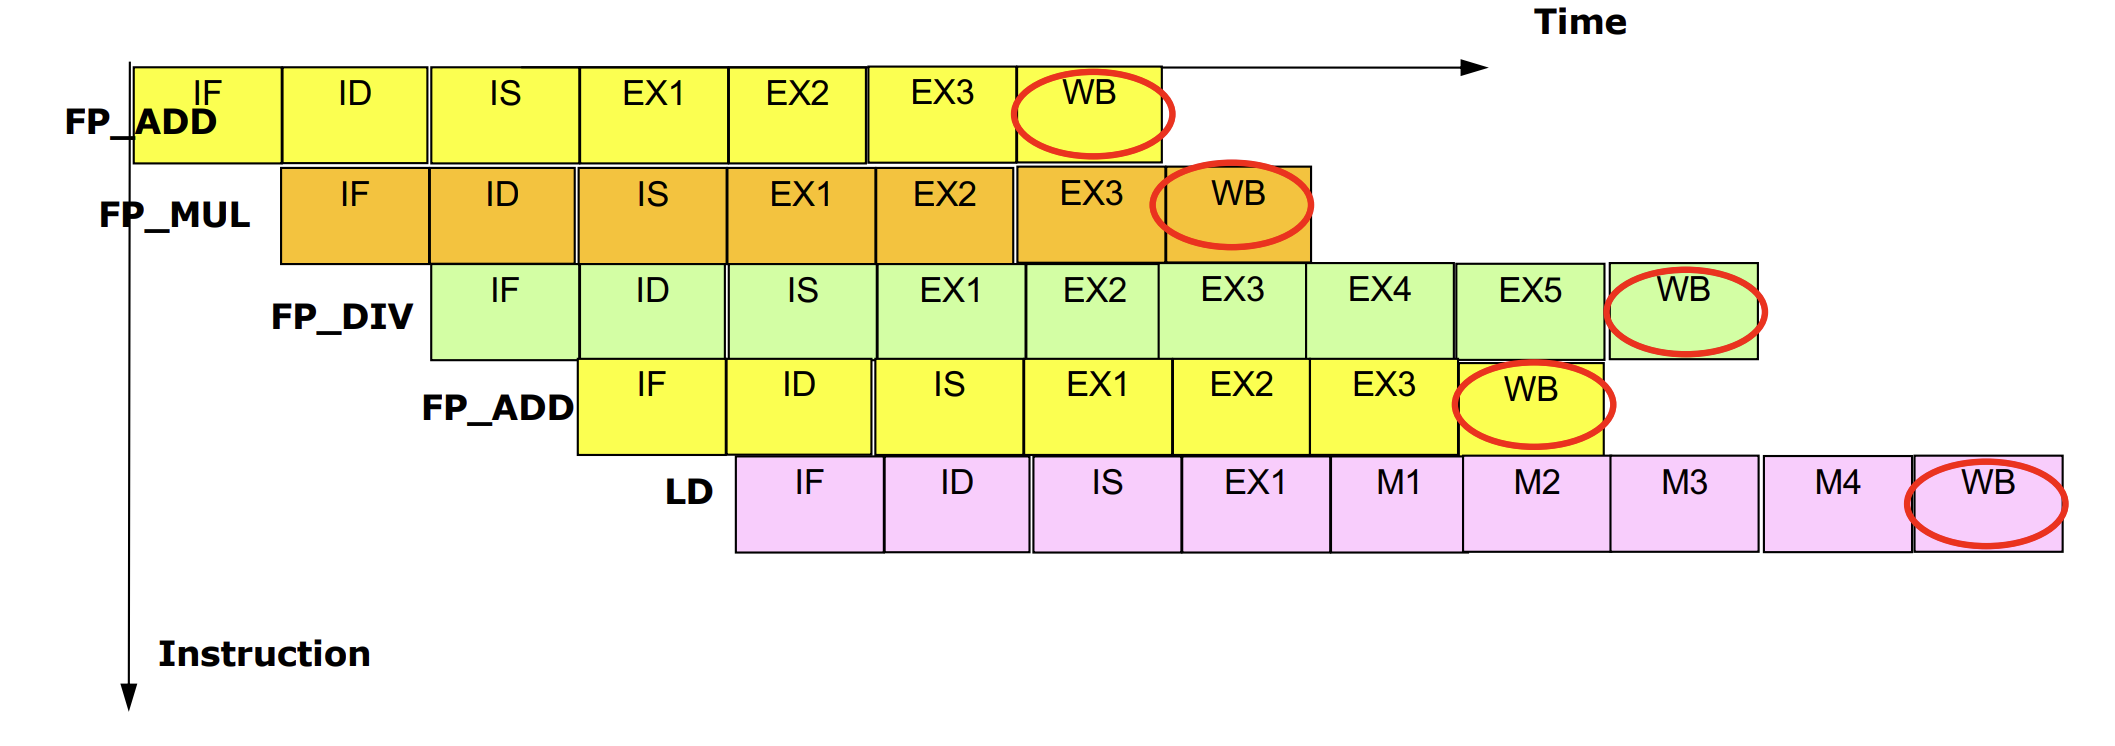 Time
FP_ADD IF ID IS EX1 EX2 EX3 WB
FP_MUL IF ID IS EX1 EX2 EX3 WB
FP_DIV IF ID IS EX1 EX2 EX3 EX4 EX5 WB
FP_ADD IF ID IS EX1 EX2 EX3 WB
LD IF ID IS EX1 M1 M2 M3 M4 WB
Instruction